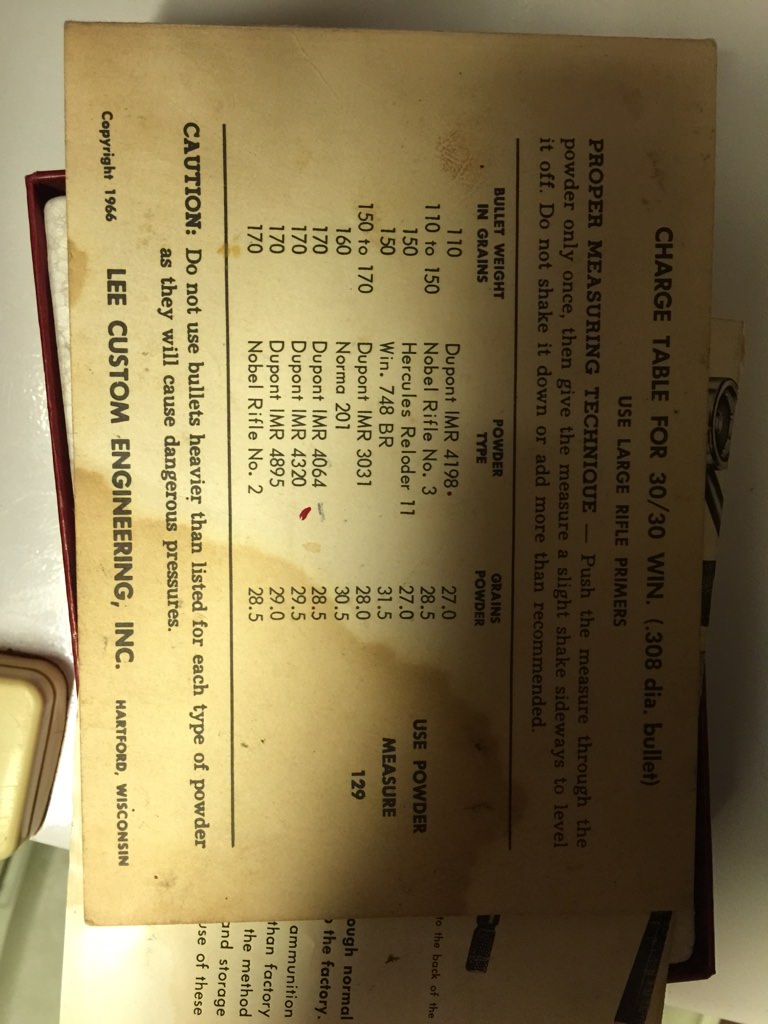 CHARGE TABLE FOR 30/30 WIN. (.308 dia. bullet)
USE LARGE RIFLE PRIMERS
PROPER MEASURING TECHNIQUE — Push the measure through the
powder only once, then give the measure a slight shake sideways to level
it off. Do not shake it down or add more than recommended.
BULLET WEIGHT IN GRAINS POWDER TYPE GRAINS POWDER
110 Dupont IMR 4198 27.0
110 to 150 Nobel Rifle No. 3 28.5
150 Hercules Reloder 11 27.0
150 Win. 748 BR 31.5
150 to 170 Dupont IMR 3031 28.0
160 Norma 201 30.5
170 Dupont IMR 4064 28.5
170 Dupont IMR 4320 29.5
170 Dupont IMR 4895 29.0
170 Nobel Rifle No. 2 28.5
USE POWDER
MEASURE
129
CAUTION: Do not use bullets heavier than listed for each type of powder
as they will cause dangerous pressures.
Copyright 1966 LEE CUSTOM ENGINEERING, INC. HARTFORD, WISCONSIN
to the back of the
ough normal
the factory.
ammunition
than factory
the method
and storage
use of these